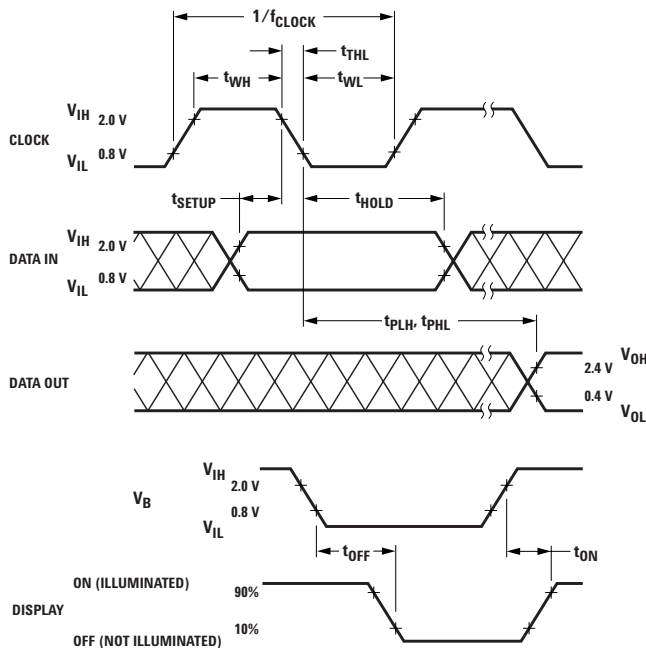 1/fCLOCK
tTHL
tWH
tWL
VIH 2.0 V
CLOCK
VIL 0.8 V
tSETUP
tHOLD
VIH 2.0 V
DATA IN
VIL 0.8 V
tPLH, tPHL
VOH
2.4 V
DATA OUT
0.4 V
VOL
VIH 2.0 V
VB
VIL 0.8 V
tOFF
tON
ON (ILLUMINATED)
90%
DISPLAY
10%
OFF (NOT ILLUMINATED)